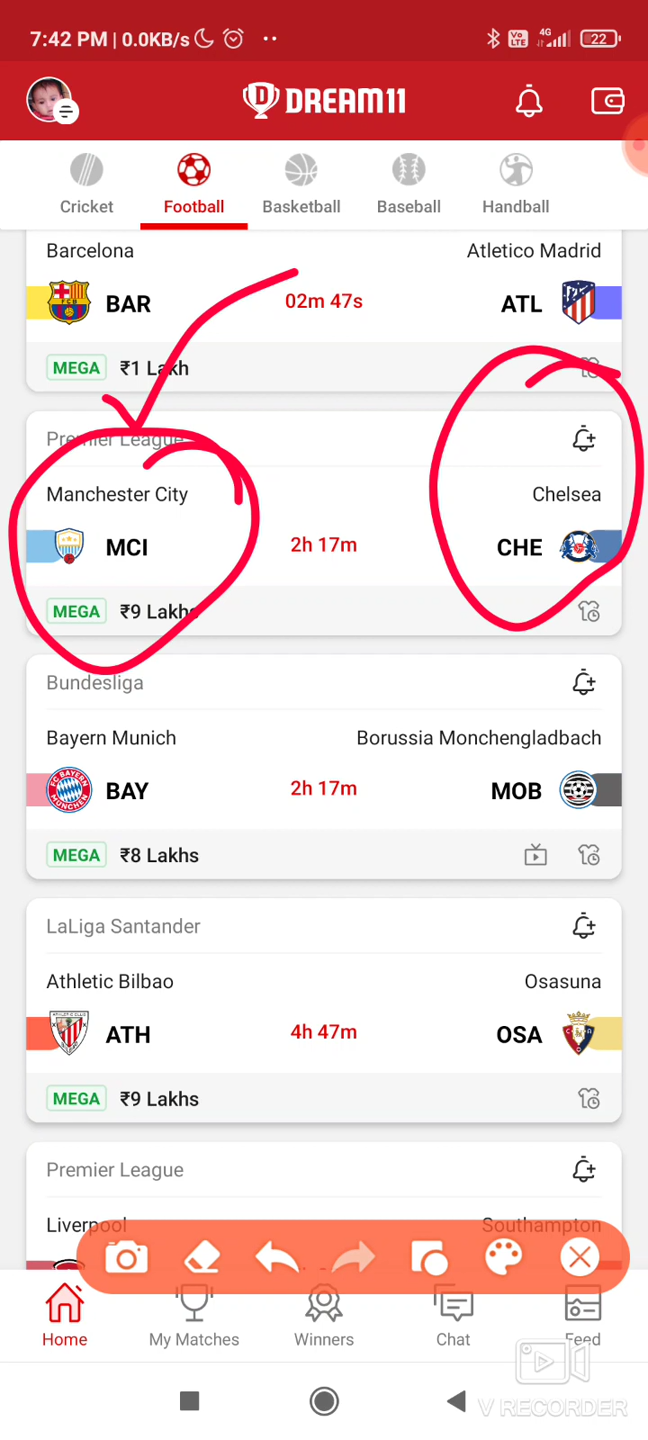 7:42 PM | 0.0KB/s
Vo LTE 4G 22
DREAM11
Cricket Football Basketball Baseball Handball
Barcelona Atletico Madrid
BAR 02m 47s ATL
MEGA ₹1 Lakh
Premier League
Manchester City Chelsea
MCI 2h 17m CHE
MEGA ₹9 Lakhs
Bundesliga
Bayern Munich Borussia Monchengladbach
BAY 2h 17m MOB
MEGA ₹8 Lakhs
LaLiga Santander
Athletic Bilbao Osasuna
ATH 4h 47m OSA
MEGA ₹9 Lakhs
Premier League
Liverpool Southampton
Home My Matches Winners Chat Feed
V RECORDER